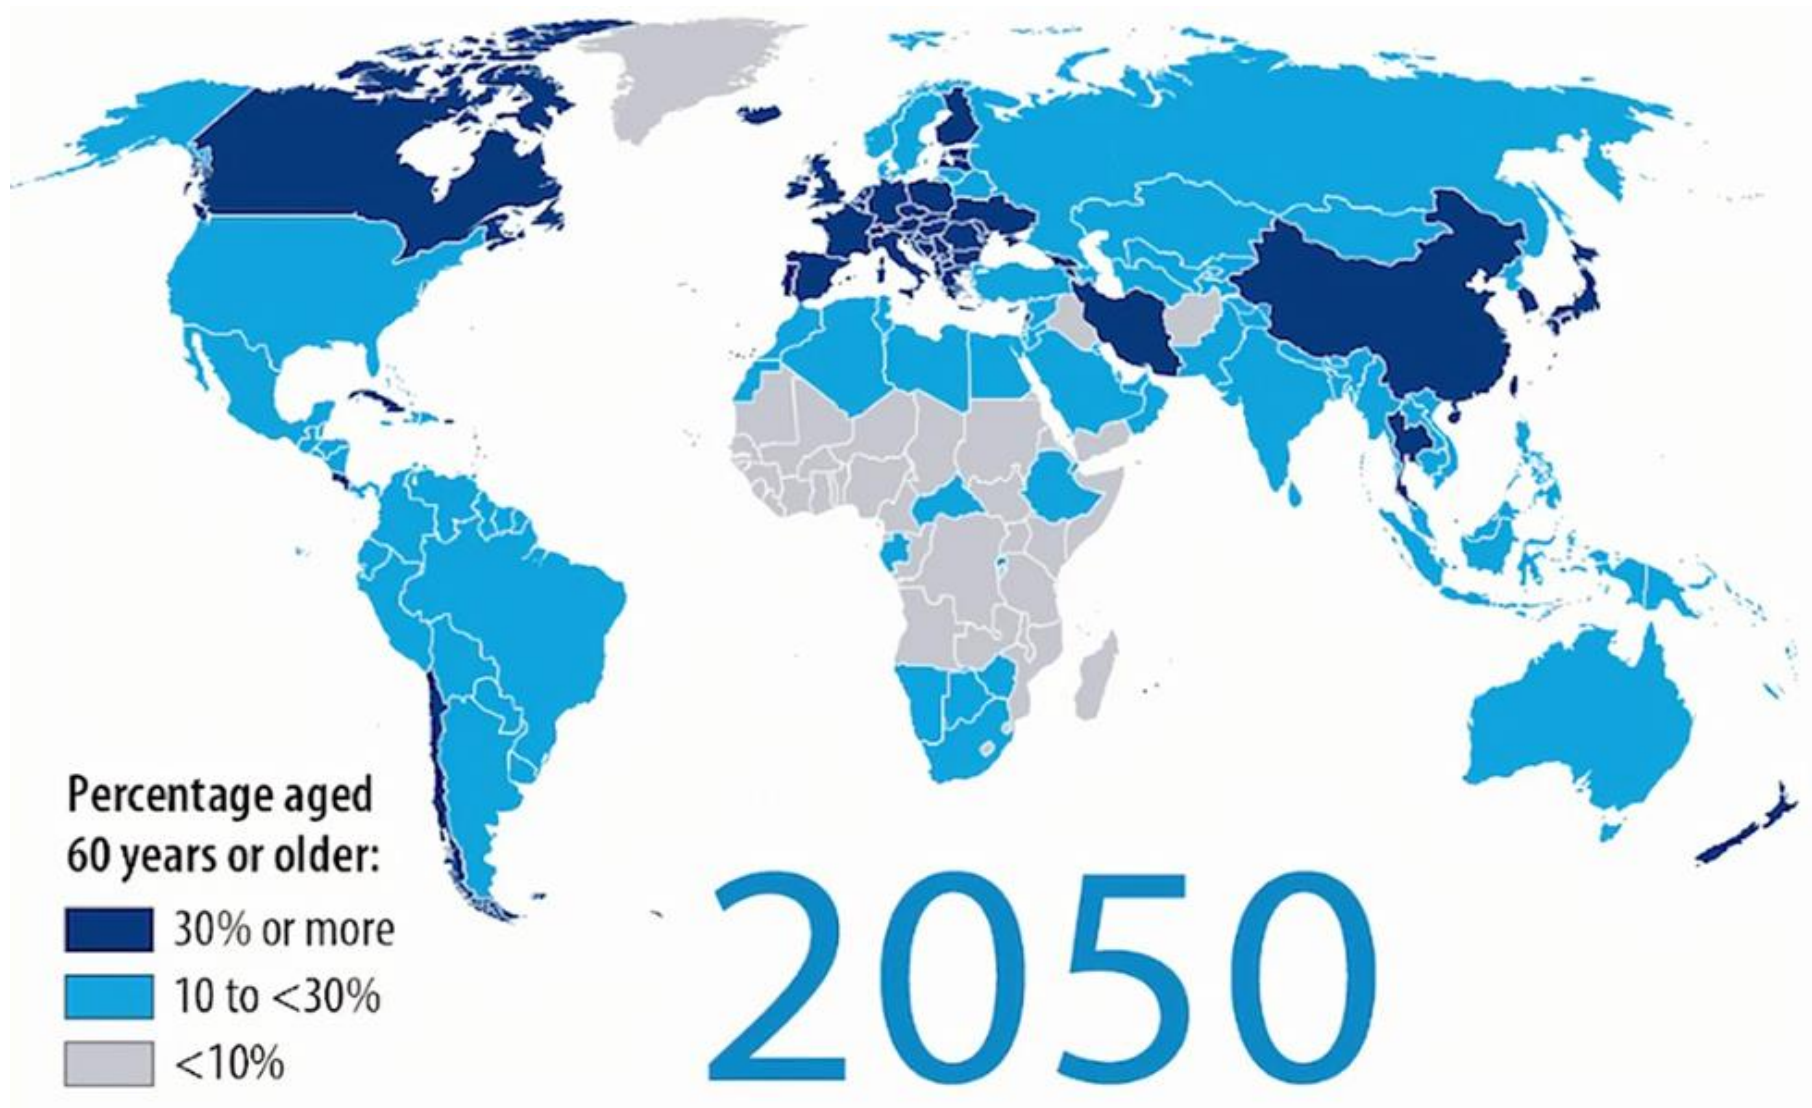 Percentage aged
60 years or older:
30% or more
10 to <30%
<10%
2050